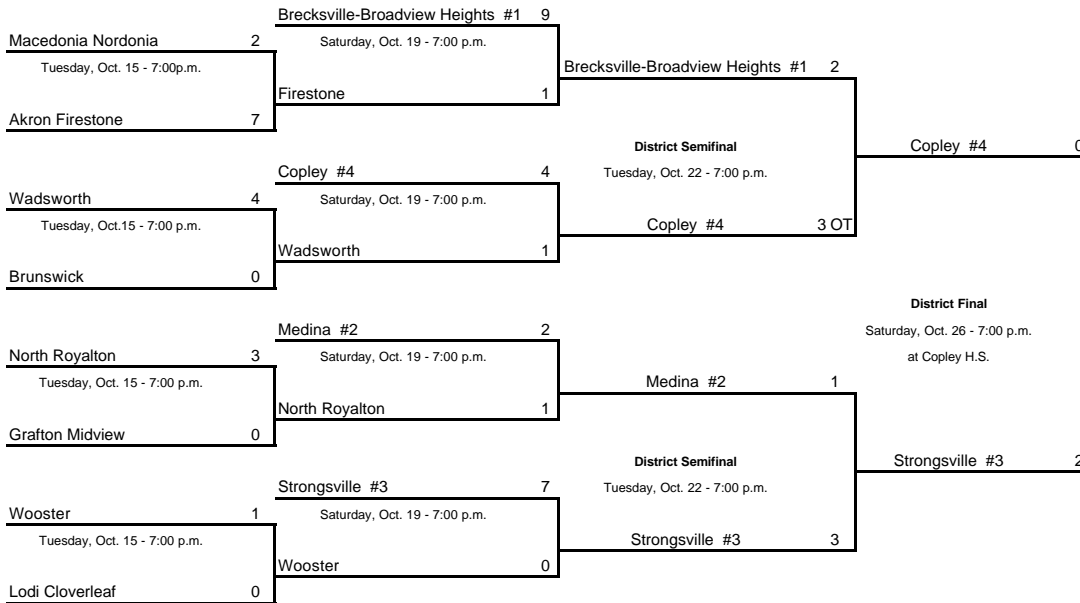 Brecksville-Broadview Heights #1 9
Macedonia Nordonia 2
Saturday, Oct. 19 - 7:00 p.m.
Tuesday, Oct. 15 - 7:00p.m.
Brecksville-Broadview Heights #1 2
Firestone 1
Akron Firestone 7
District Semifinal
Copley #4 0
Copley #4 4
Tuesday, Oct. 22 - 7:00 p.m.
Wadsworth 4
Saturday, Oct. 19 - 7:00 p.m.
Tuesday, Oct.15 - 7:00 p.m.
Copley #4 3 OT
Wadsworth 1
Brunswick 0
District Final
Medina #2 2
Saturday, Oct. 26 - 7:00 p.m.
North Royalton 3
Saturday, Oct. 19 - 7:00 p.m.
at Copley H.S.
Tuesday, Oct. 15 - 7:00 p.m.
Medina #2 1
North Royalton 1
Grafton Midview 0
District Semifinal
Strongsville #3 2
Strongsville #3 7
Tuesday, Oct. 22 - 7:00 p.m.
Wooster 1
Saturday, Oct. 19 - 7:00 p.m.
Tuesday, Oct. 15 - 7:00 p.m.
Strongsville #3 3
Wooster 0
Lodi Cloverleaf 0